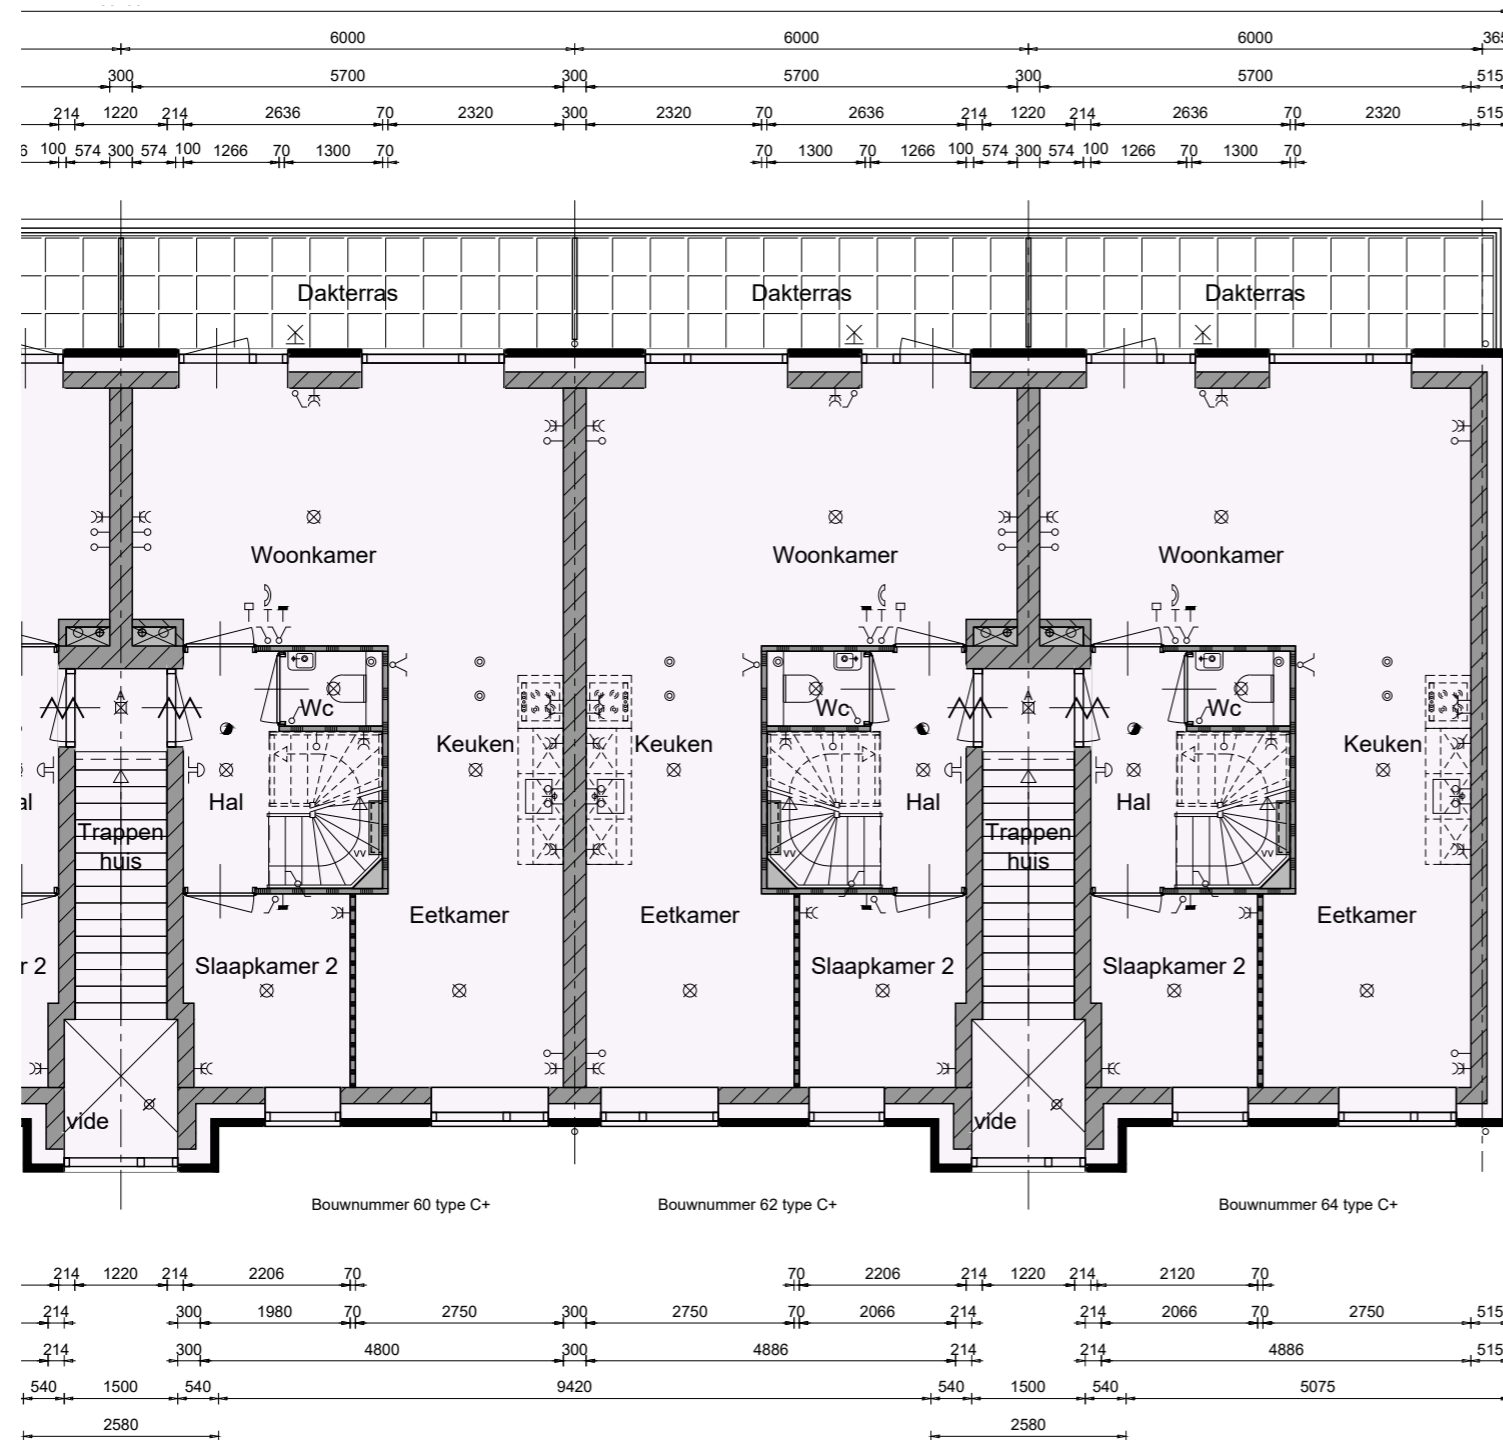 6000 6000 6000 365
300 5700 300 5700 300 5700 515
214 1220 214 2636 70 2320 300 2320 70 2636 214 1220 214 2636 70 2320 515
6 100 574 300 574 100 1266 70 1300 70 70 1300 1266 100 574 300 574 100 1266 70 1300 70
Dakterras Dakterras Dakterras
Woonkamer Woonkamer Woonkamer
Wc Wc Wc
Keuken Keuken Keuken
al Hal Hal Hal
Trappen Trappen
huis huis
vv vv vv
Eetkamer Eetkamer Eetkamer
r 2 Slaapkamer 2 Slaapkamer 2 Slaapkamer 2
vide vide
Bouwnummer 60 type C+ Bouwnummer 62 type C+ Bouwnummer 64 type C+
214 1220 214 2206 70 70 2206 214 1220 214 2120 70
214 300 1980 70 2750 300 2750 70 2066 214 214 2066 70 2750 515
214 300 4800 300 4886 214 214 4886 515
540 1500 540 9420 540 1500 540 5075
2580 2580